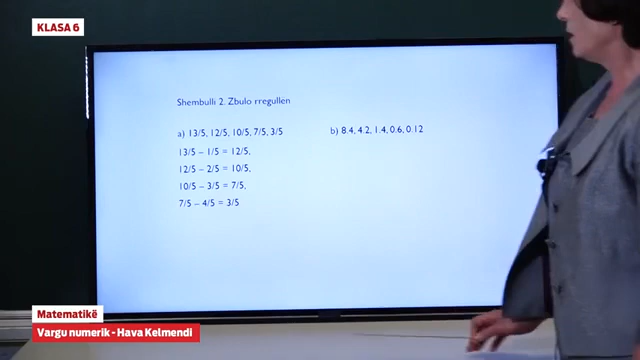 KLASA 6
Shembulli 2. Zbulo rregullen
a) 13/5, 12/5, 10/5, 7/5, 3/5
b) 8.4, 4.2, 1.4, 0.6, 0.12
13/5 – 1/5 = 12/5,
12/5 – 2/5 = 10/5,
10/5 – 3/5 = 7/5,
7/5 – 4/5 = 3/5
Matematikë
Vargu numerik - Hava Kelmendi